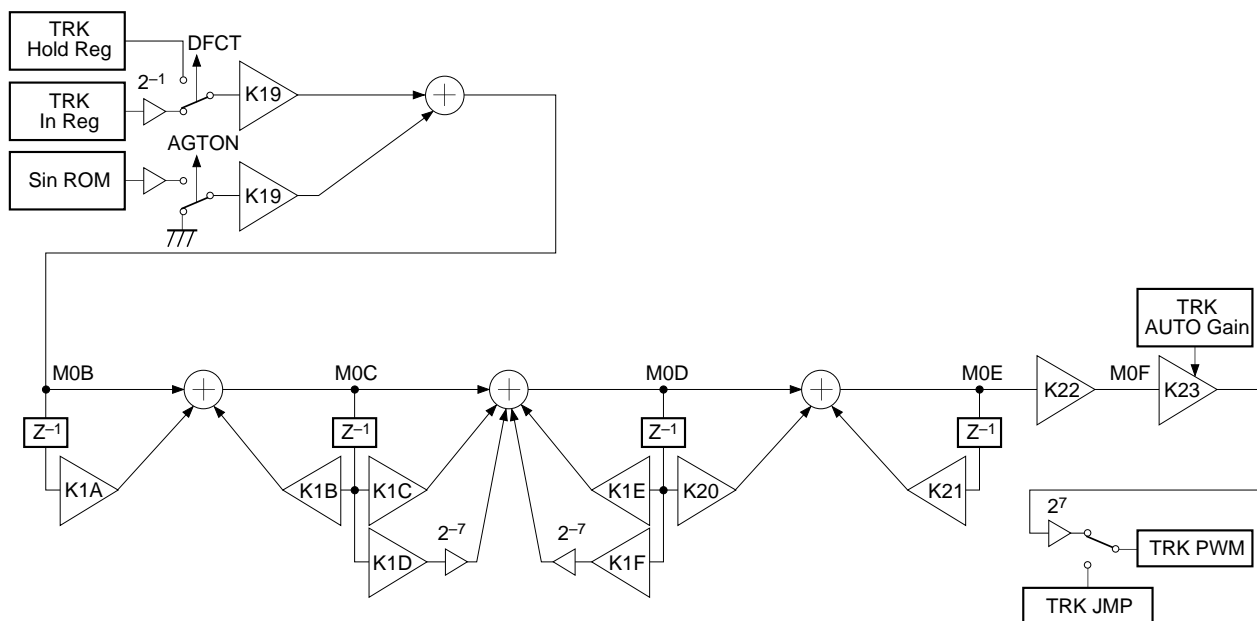 TRK
Hold Reg
DFCT
2–1
K19
TRK
In Reg
AGTON
Sin ROM
K19
TRK
AUTO Gain
M0B
M0C
M0D
M0E
K22
M0F
K23
Z–1
Z–1
Z–1
Z–1
K1A
K1B
K1C
K1E
K20
K21
2–7
2–7
K1D
K1F
27
TRK PWM
TRK JMP